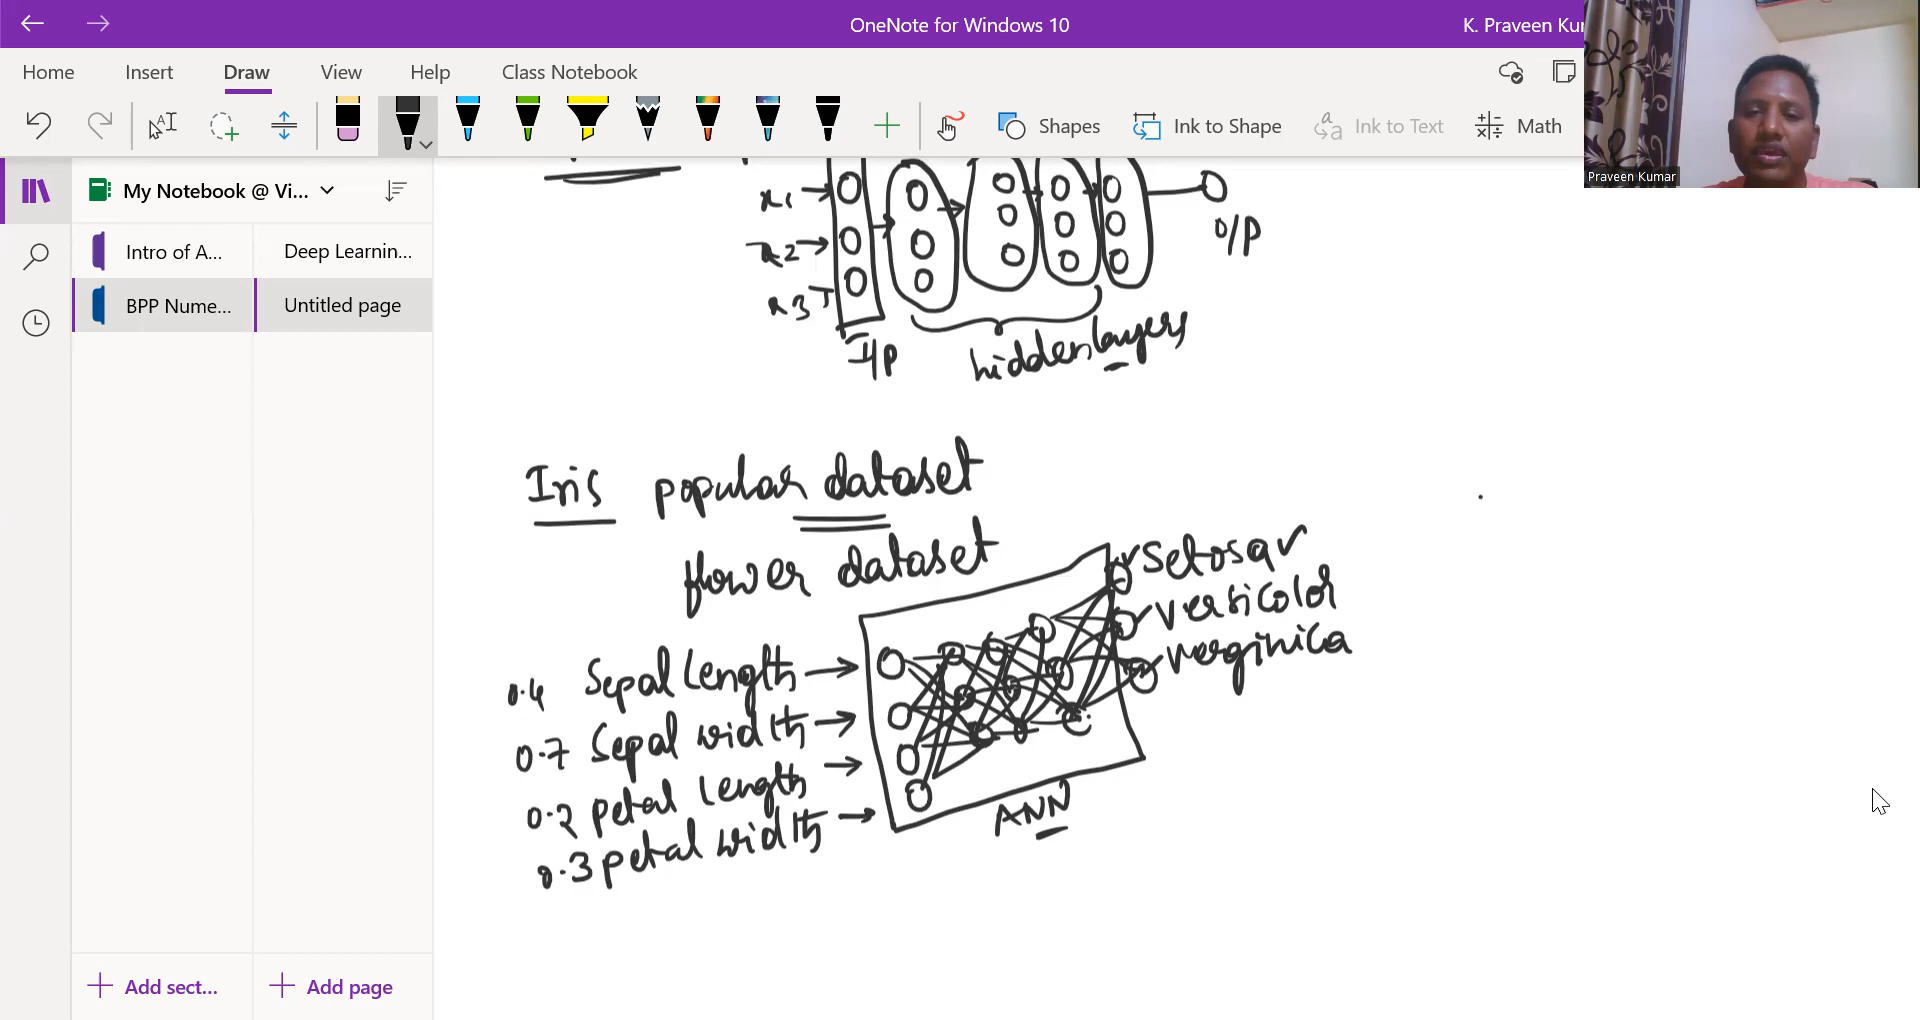 OneNote for Windows 10
K. Praveen Kur
Home Insert Draw View Help Class Notebook
Shapes Ink to Shape Ink to Text Math
Praveen Kumar
My Notebook @ Vi...
Intro of A... Deep Learnin...
BPP Nume... Untitled page
x1
x2
x3
I/P
hidden layers
O/P
Iris popular dataset
flower dataset
setosa
versicolor
verginica
0.4 Sepal length
0.7 Sepal width
0.2 petal length
0.3 petal width
ANN
Add sect... Add page